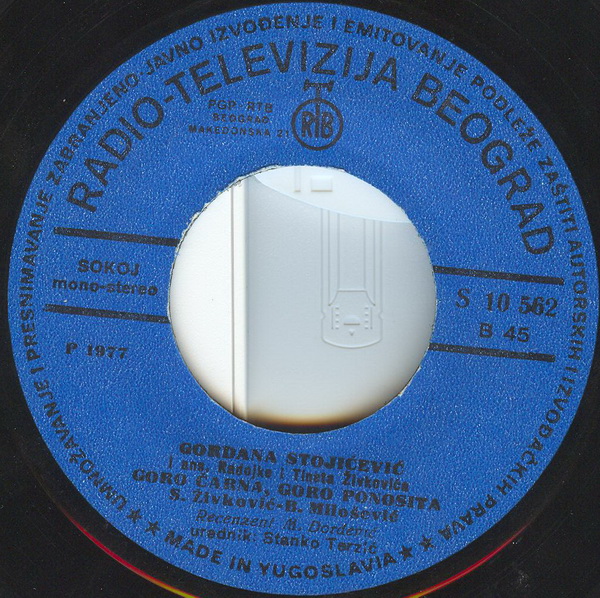 UMNOŽAVANJE I PRESNIMAVANJE ZABRANJENO·JAVNO IZVOĐENJE I EMITOVANJE PODLEŽE ZAŠTITI AUTORSKIH I IZVOĐAČKIH PRAVA
RADIO-TELEVIZIJA BEOGRAD
PGP RTB
BEOGRAD
MAKEDONSKA 21
RTB
SOKOJ
mono-stereo
S 10 562
B 45
P 1977
GORDANA STOJIĆEVIĆ
i ans. Radojke i Tineta Živkovića
GORO ČARNA, GORO PONOSITA
S. Živković-B. Milošević
Recenzent Đorđević
urednik: Stanko Terzić
★★ MADE IN YUGOSLAVIA ★★